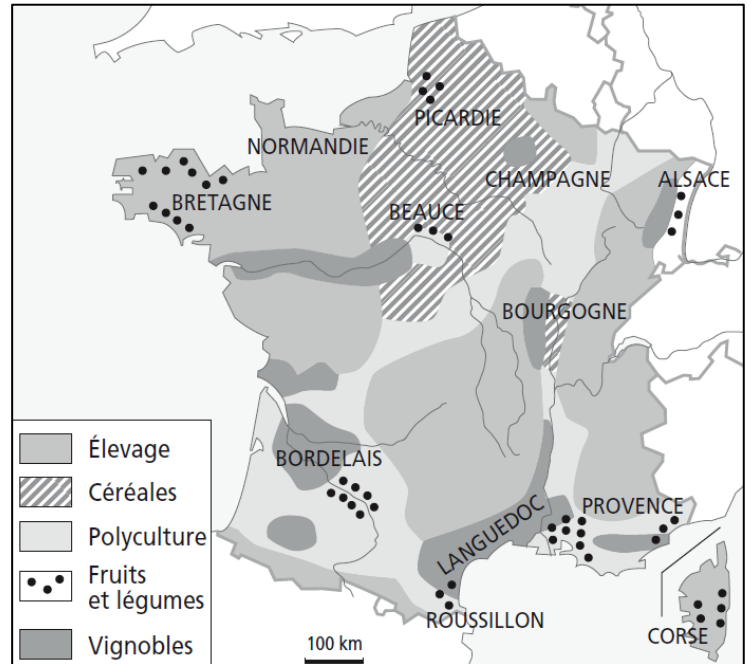 PICARDIE
NORMANDIE
CHAMPAGNE
ALSACE
BRETAGNE
BEAUCE
BOURGOGNE
BORDELAIS
LANGUEDOC
PROVENCE
ROUSSILLON
CORSE
100 km
Élevage
Céréales
Polyculture
Fruits
et légumes
Vignobles